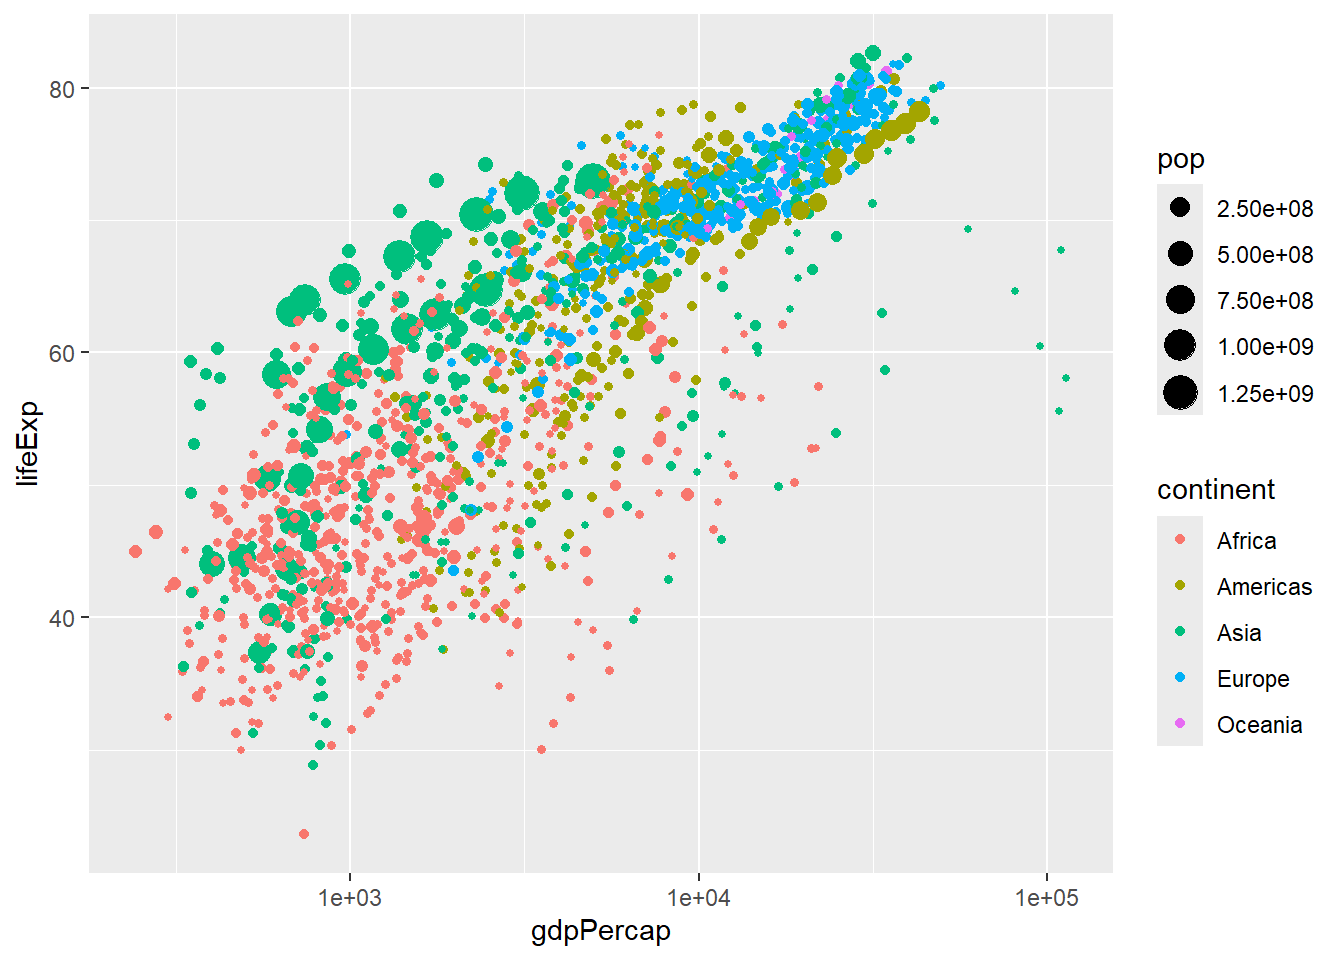 80
60
40
lifeExp
1e+03
1e+04
1e+05
gdpPercap
pop
2.50e+08
5.00e+08
7.50e+08
1.00e+09
1.25e+09
continent
Africa
Americas
Asia
Europe
Oceania